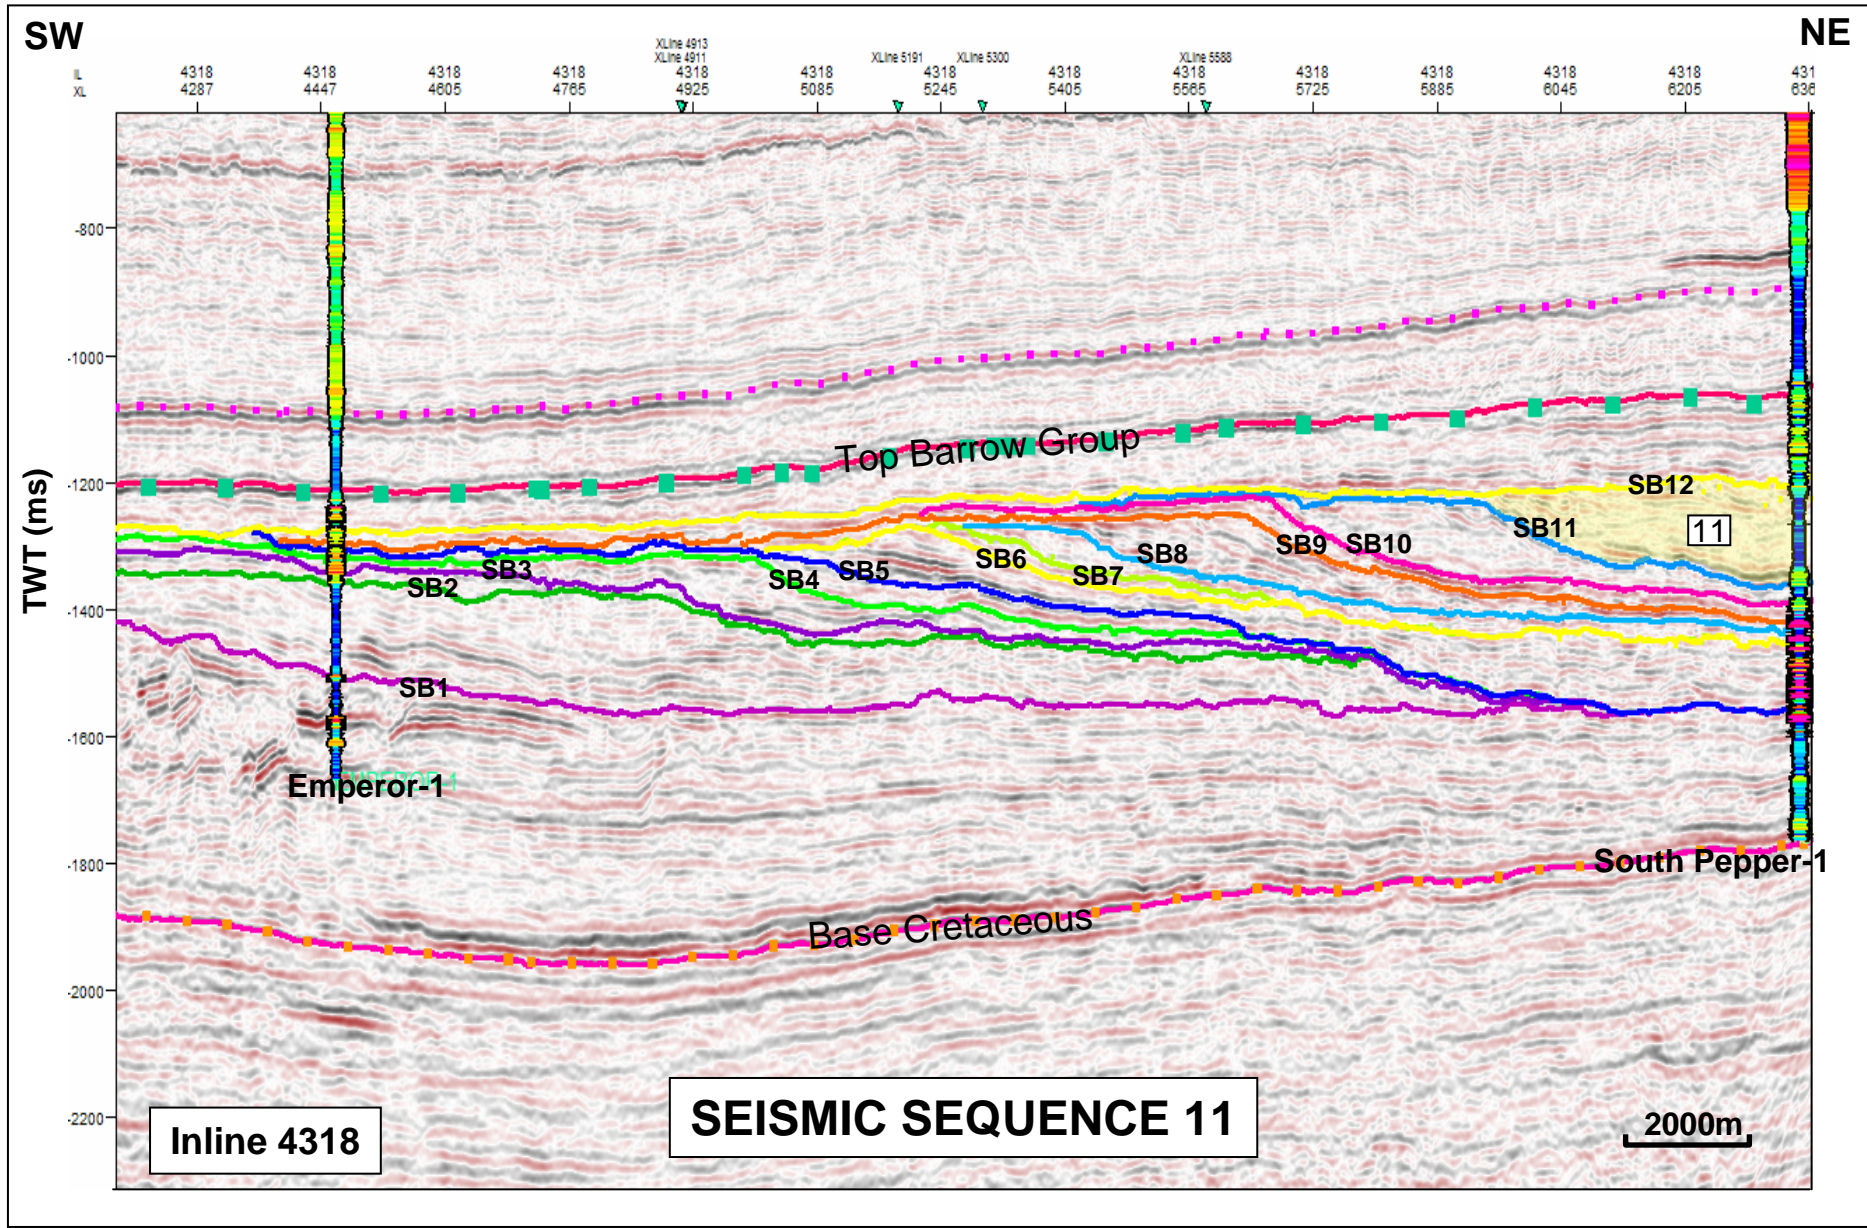 SW
NE
XLine 4913
XLine 4911
XLine 5191
XLine 5300
XLine 5588
IL 4318 4318 4318 4318 4318 4318 4318 4318 4318 4318 4318 4318 4318 431
XL 4287 4447 4605 4765 4925 5085 5245 5405 5565 5725 5885 6045 6205 636
TWT (ms)
-800
-1000
-1200
-1400
-1600
-1800
-2000
-2200
Top Barrow Group
SB12
SB11
11
SB10
SB9
SB8
SB7
SB6
SB5
SB4
SB3
SB2
SB1
EMPEROR-1
Emperor-1
South Pepper-1
Base Cretaceous
SEISMIC SEQUENCE 11
Inline 4318
2000m